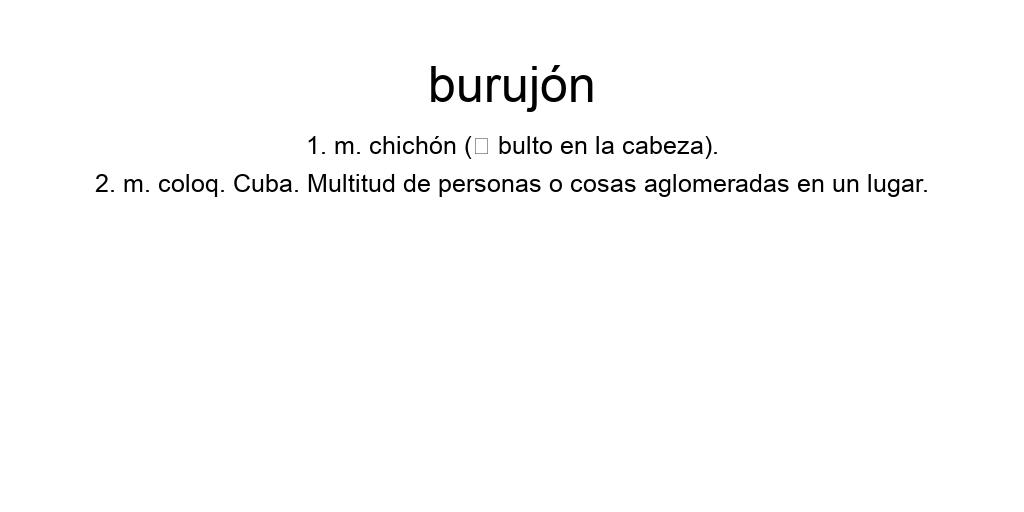 burujón
1. m. chichón (□ bulto en la cabeza).
2. m. coloq. Cuba. Multitud de personas o cosas aglomeradas en un lugar.